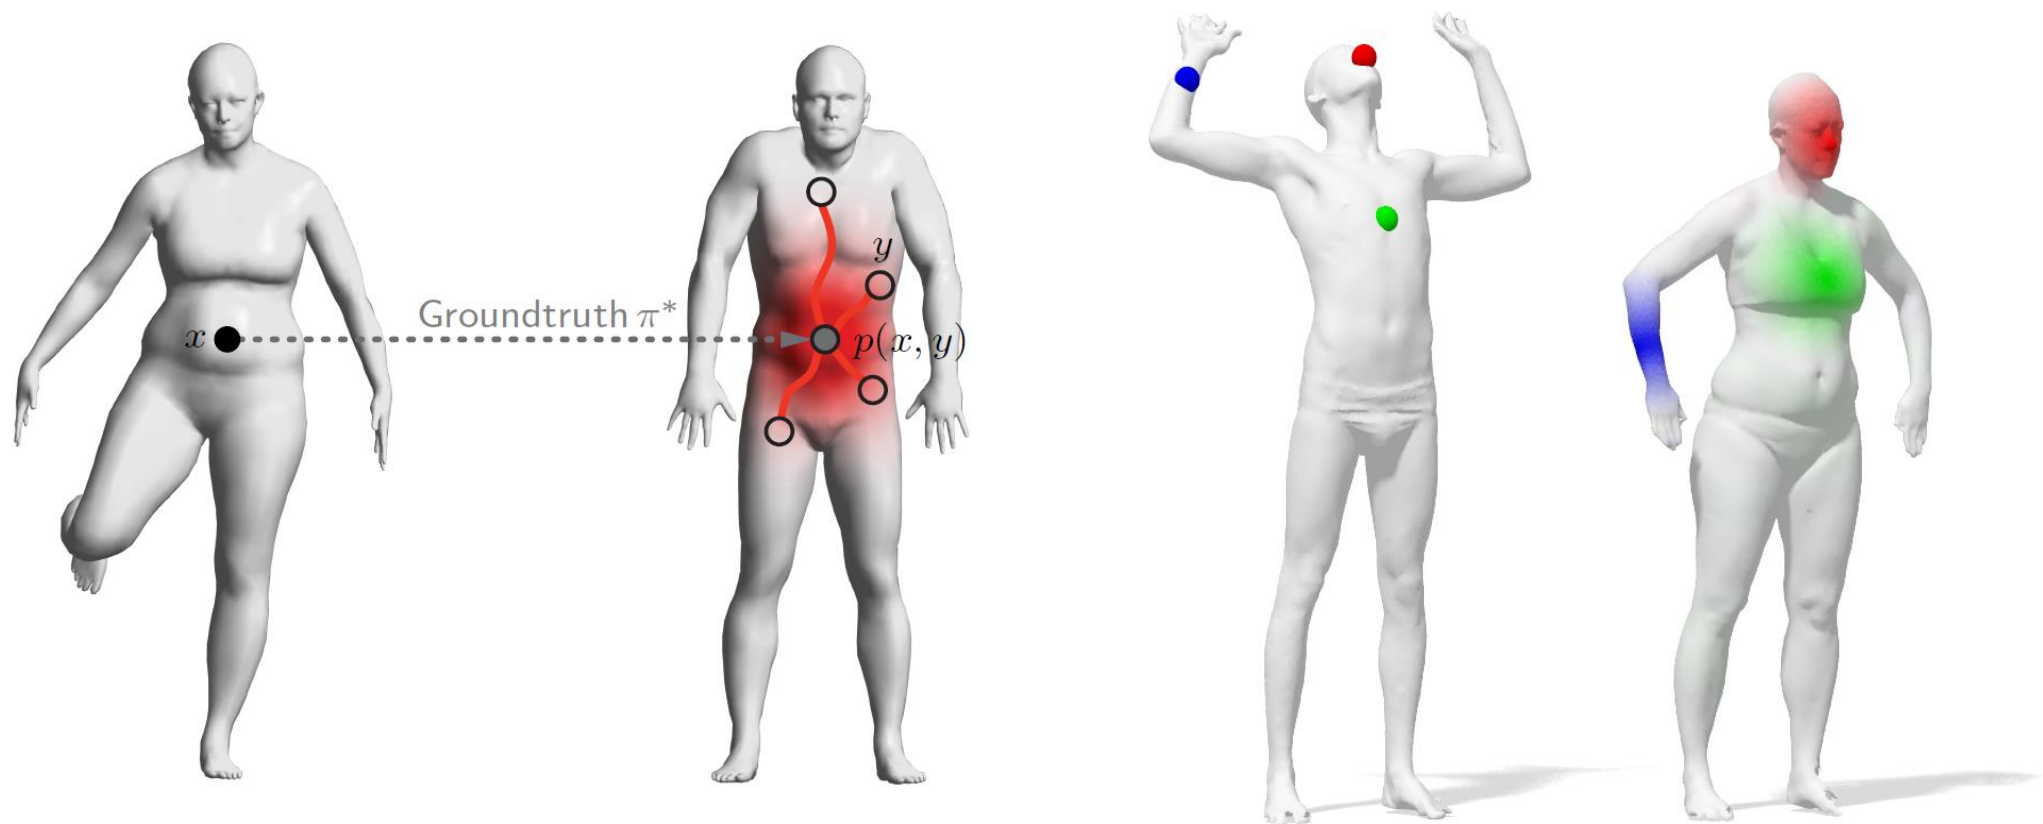 y
Groundtruth π*
x
p(x, y)